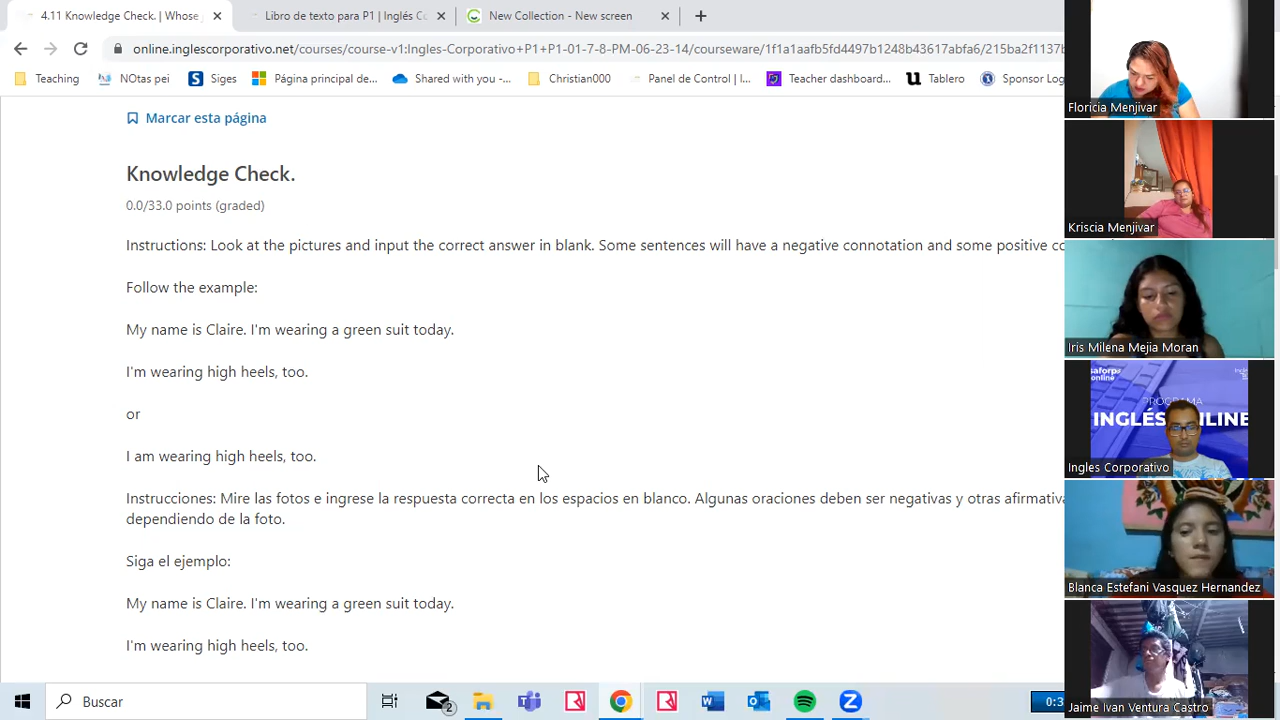 4.11 Knowledge Check. | Whose
Libro de texto para P1 | Inglés C
New Collection - New screen
online.inglescorporativo.net/courses/course-v1:Ingles-Corporativo+P1+P1-01-7-8-PM-06-23-14/courseware/1f1a1aafb5fd4497b1248b43617abfa6/215ba2f1137b
Teaching
NOtas pei
Siges
Página principal de...
Shared with you -...
Christian000
Panel de Control | I...
Teacher dashboard...
Tablero
Sponsor Log
Marcar esta página
Knowledge Check.
0.0/33.0 points (graded)
Instructions: Look at the pictures and input the correct answer in blank. Some sentences will have a negative connotation and some positive co
Follow the example:
My name is Claire. I'm wearing a green suit today.
I'm wearing high heels, too.
or
I am wearing high heels, too.
Instrucciones: Mire las fotos e ingrese la respuesta correcta en los espacios en blanco. Algunas oraciones deben ser negativas y otras afirmativa
dependiendo de la foto.
Siga el ejemplo:
My name is Claire. I'm wearing a green suit today.
I'm wearing high heels, too.
Buscar
2
0:3
Floricia Menjivar
Kriscia Menjivar
Iris Milena Mejia Moran
PROGRAMA
INGLÉS ONLINE
Ingles Corporativo
Blanca Estefani Vasquez Hernandez
Jaime Ivan Ventura Castro